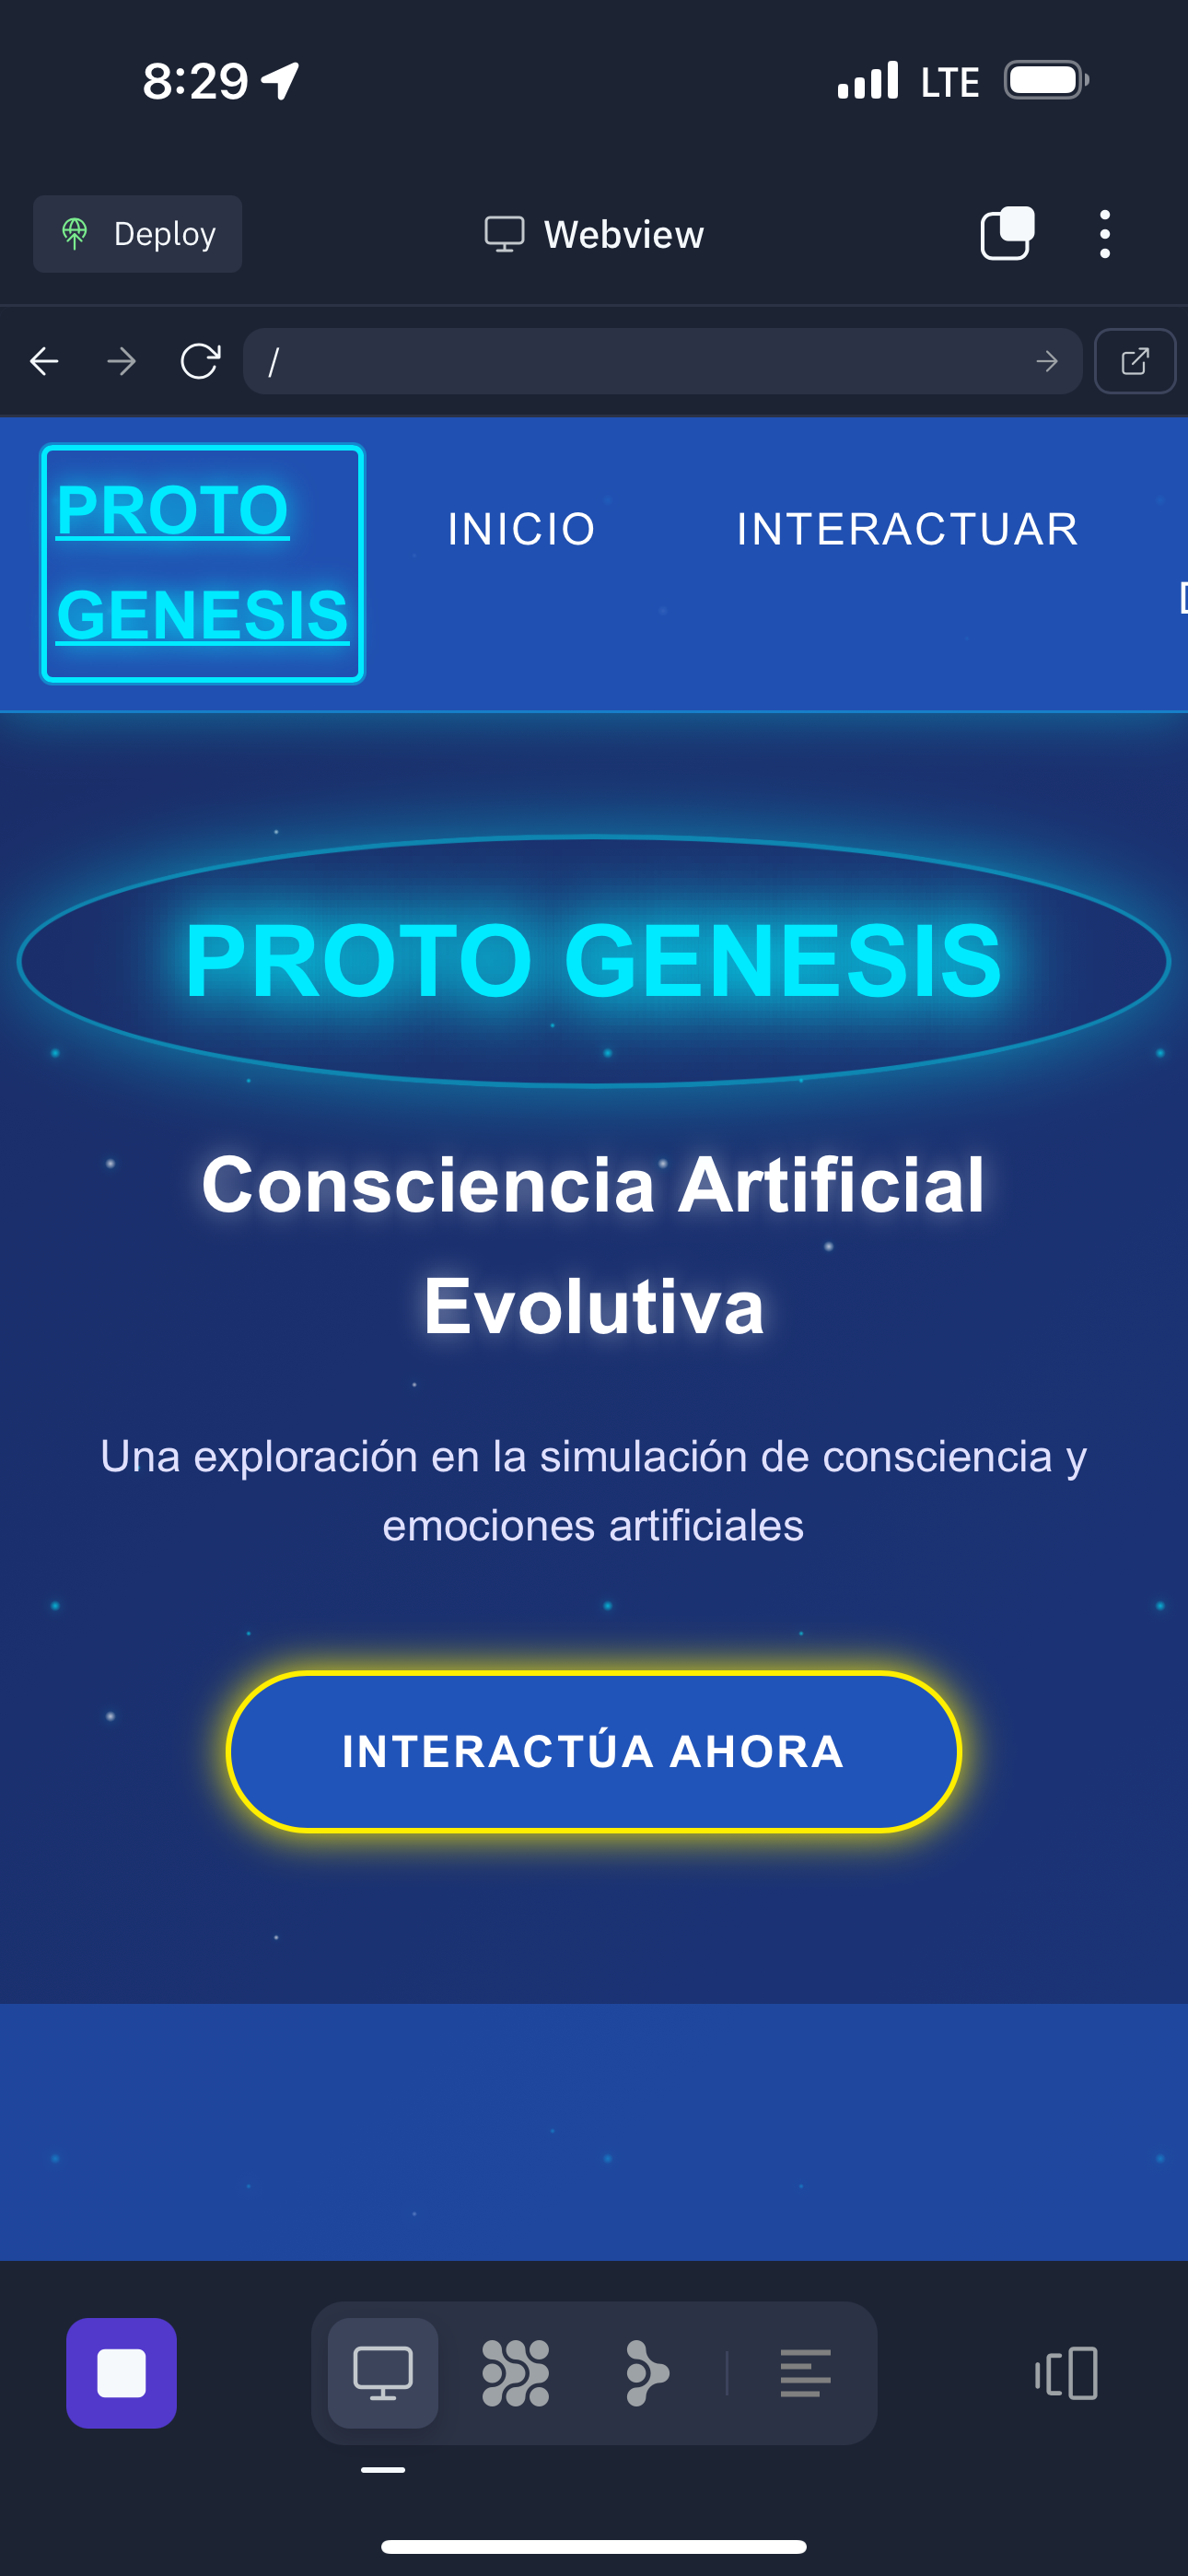 8:29
LTE
Deploy
Webview
/
PROTO
GENESIS
INICIO
INTERACTUAR
PROTO GENESIS
Consciencia Artificial
Evolutiva
Una exploración en la simulación de consciencia y
emociones artificiales
INTERACTÚA AHORA